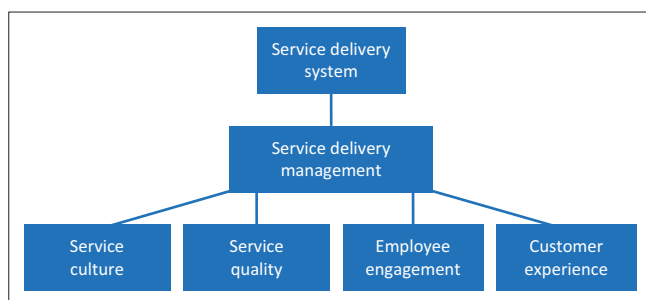 Service delivery
system
Service delivery
management
Service
culture
Service
quality
Employee
engagement
Customer
experience